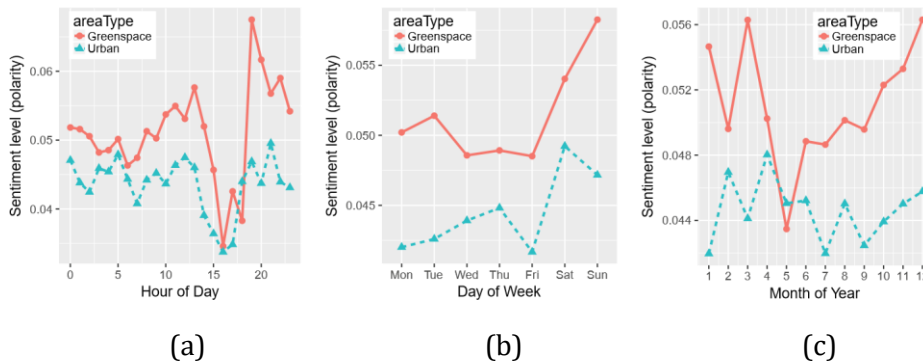 areaType
Greenspace
Urban
Sentiment level (polarity)
0.06
0.05
0.04
0 5 10 15 20
Hour of Day
(a)
areaType
Greenspace
Urban
Sentiment level (polarity)
0.055
0.050
0.045
Mon Tue Wed Thu Fri Sat Sun
Day of Week
(b)
areaType
Greenspace
Urban
Sentiment level (polarity)
0.056
0.052
0.048
0.044
1 2 3 4 5 6 7 8 9 10 11
Month of Year
(c)